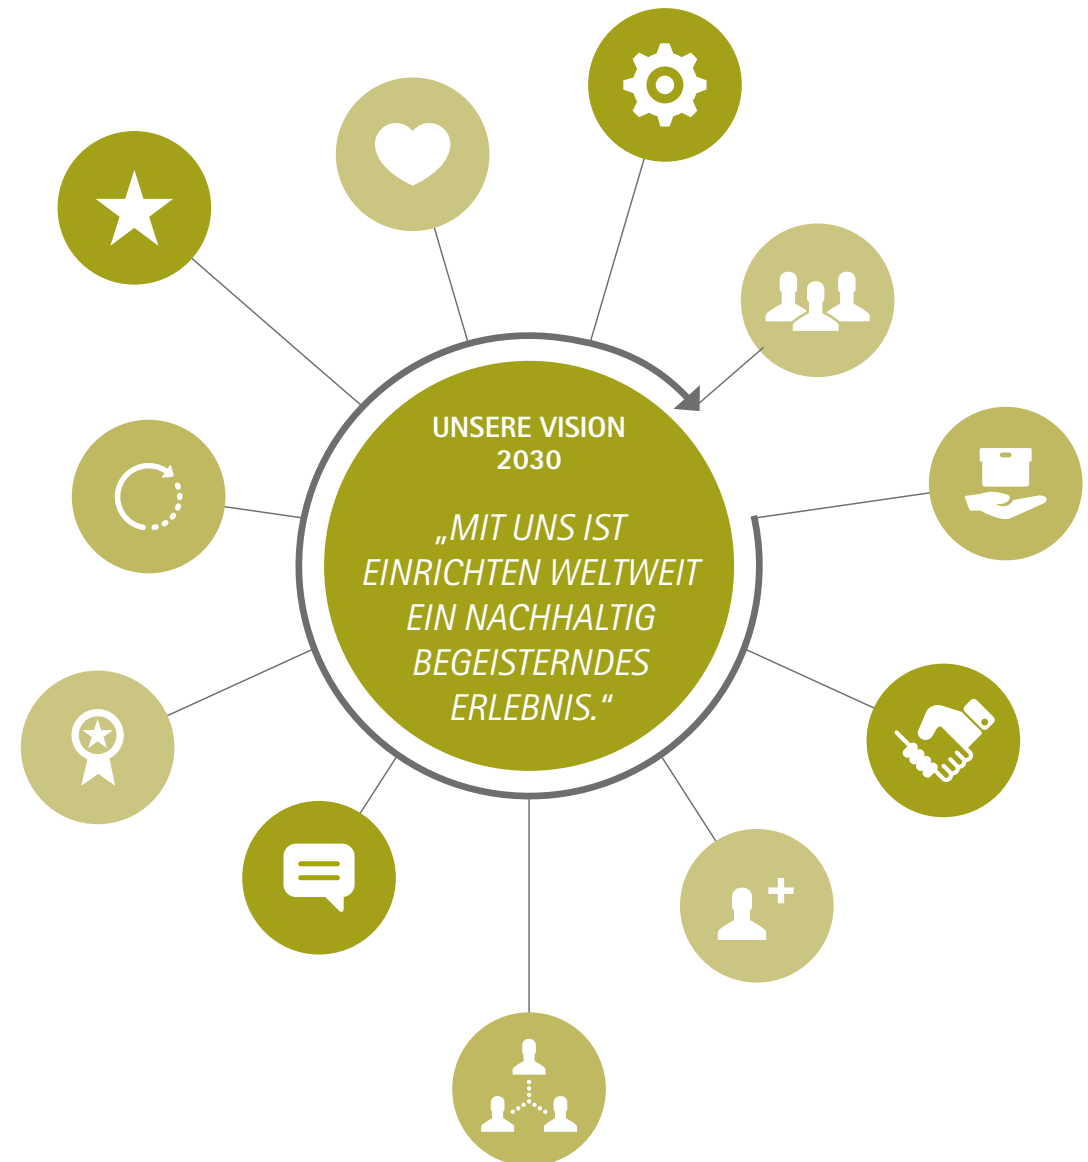 UNSERE VISION
2030
„MIT UNS IST
EINRICHTEN WELTWEIT
EIN NACHHALTIG
BEGEISTERNDES
ERLEBNIS.“